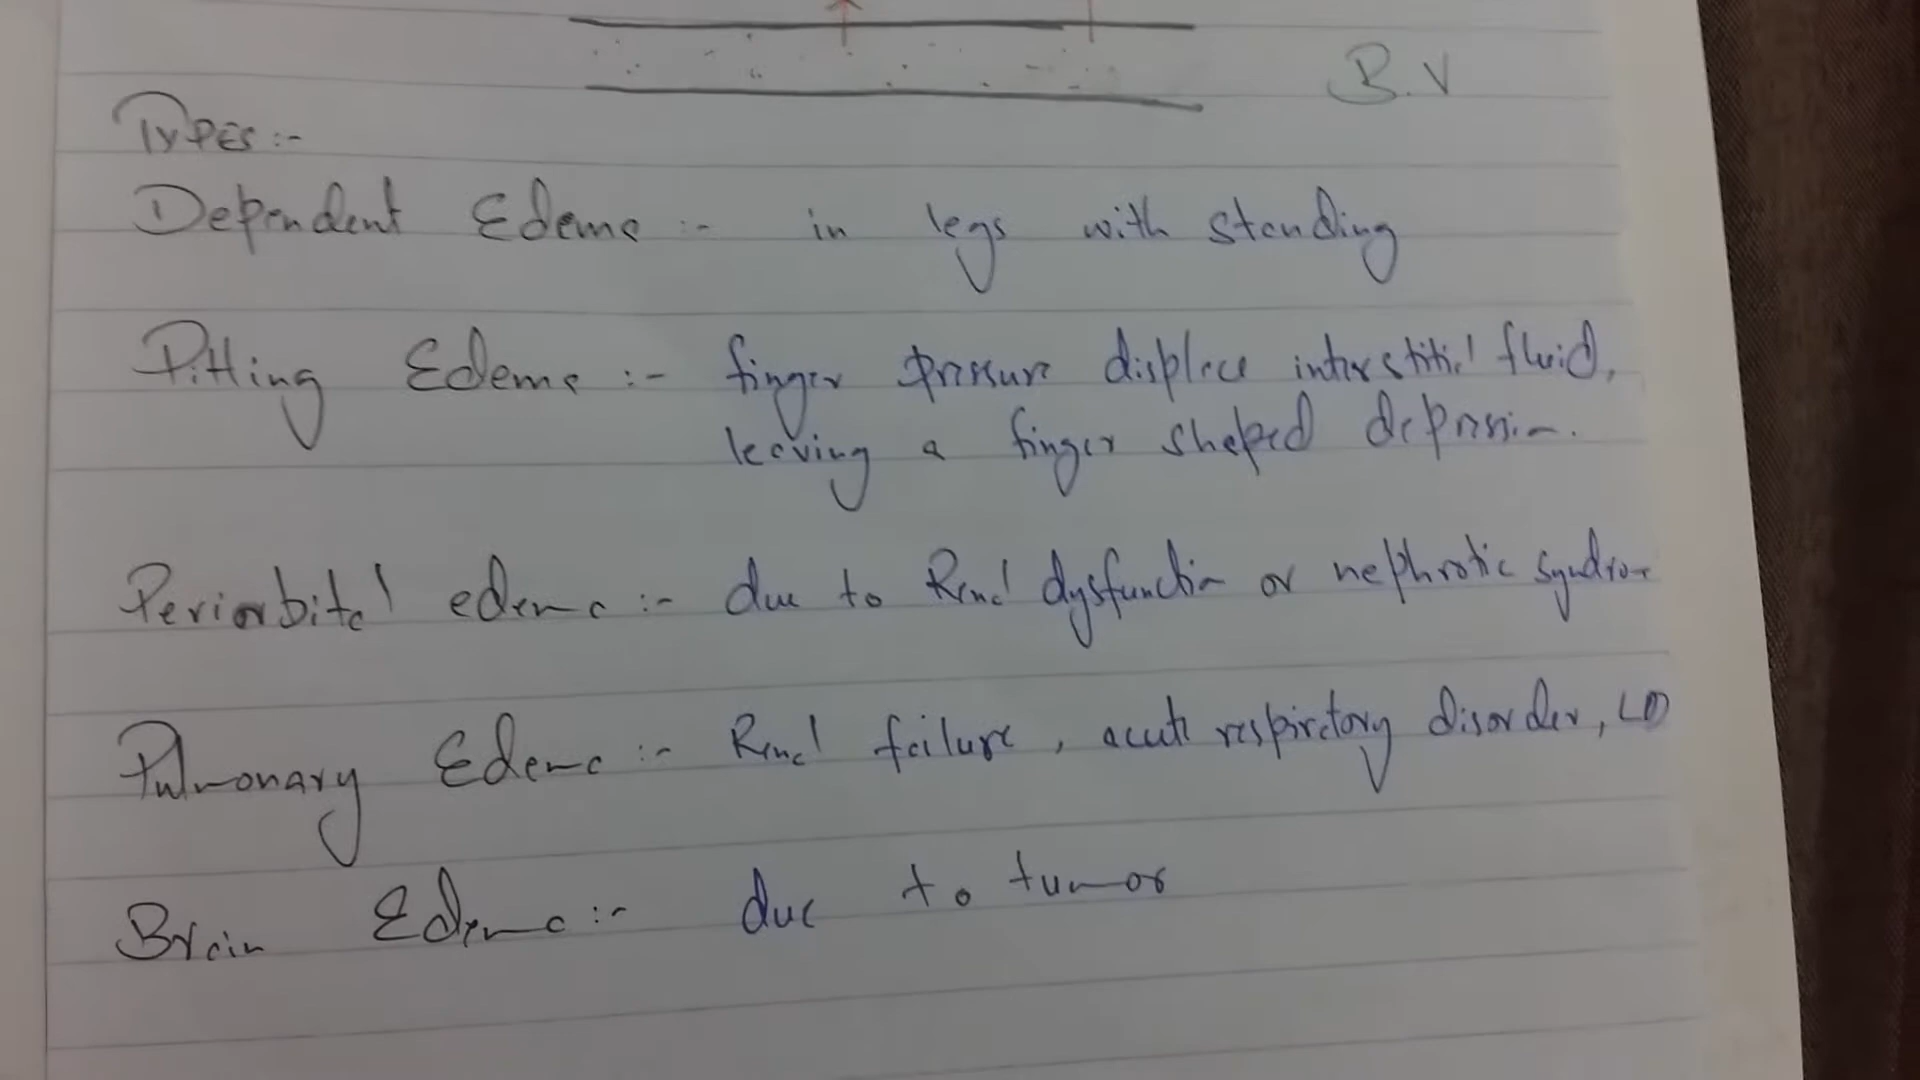 B.V
TYPES :-
Dependent Edema :- in legs with standing
Pitting Edema :- finger pressure displace interstitial fluid,
leaving a finger shaped depression.
Periorbital edema :- due to Renal dysfunction or nephrotic syndrome
Pulmonary Edema :- Renal failure, acute respiratory disorder,
Brain Edema :- due to tumor